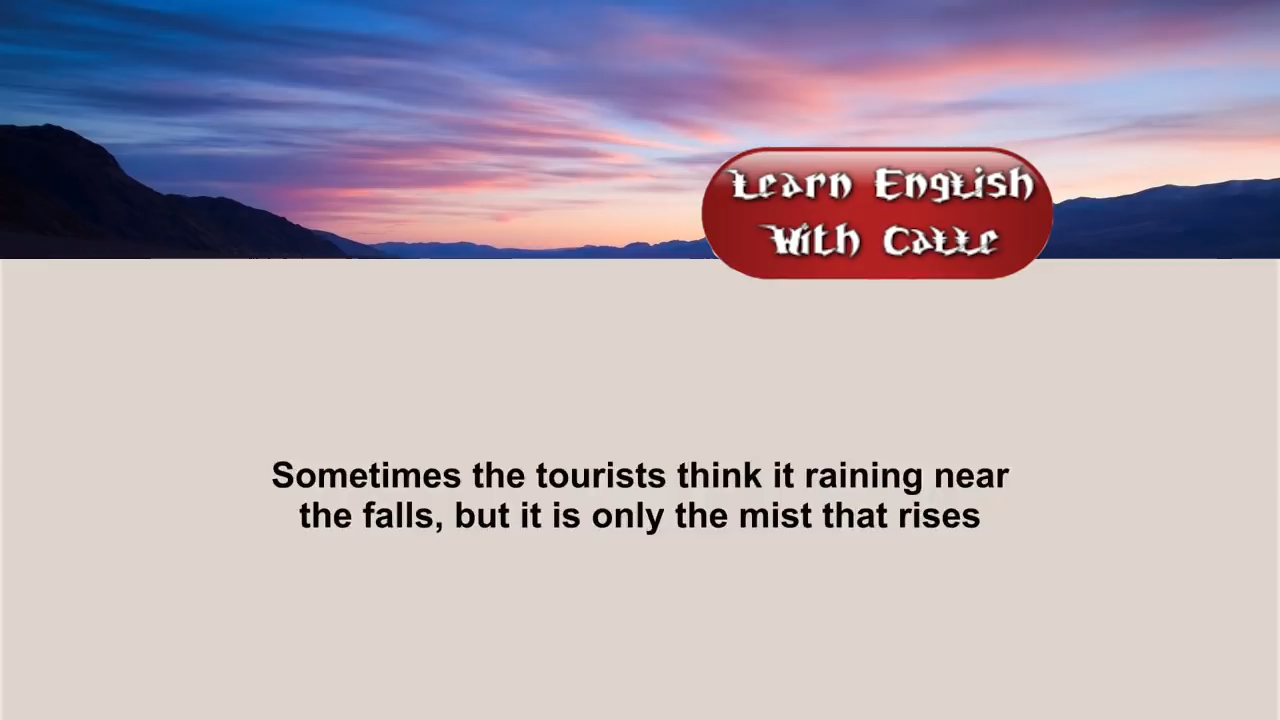 Learn English
With Calle
Sometimes the tourists think it raining near
the falls, but it is only the mist that rises